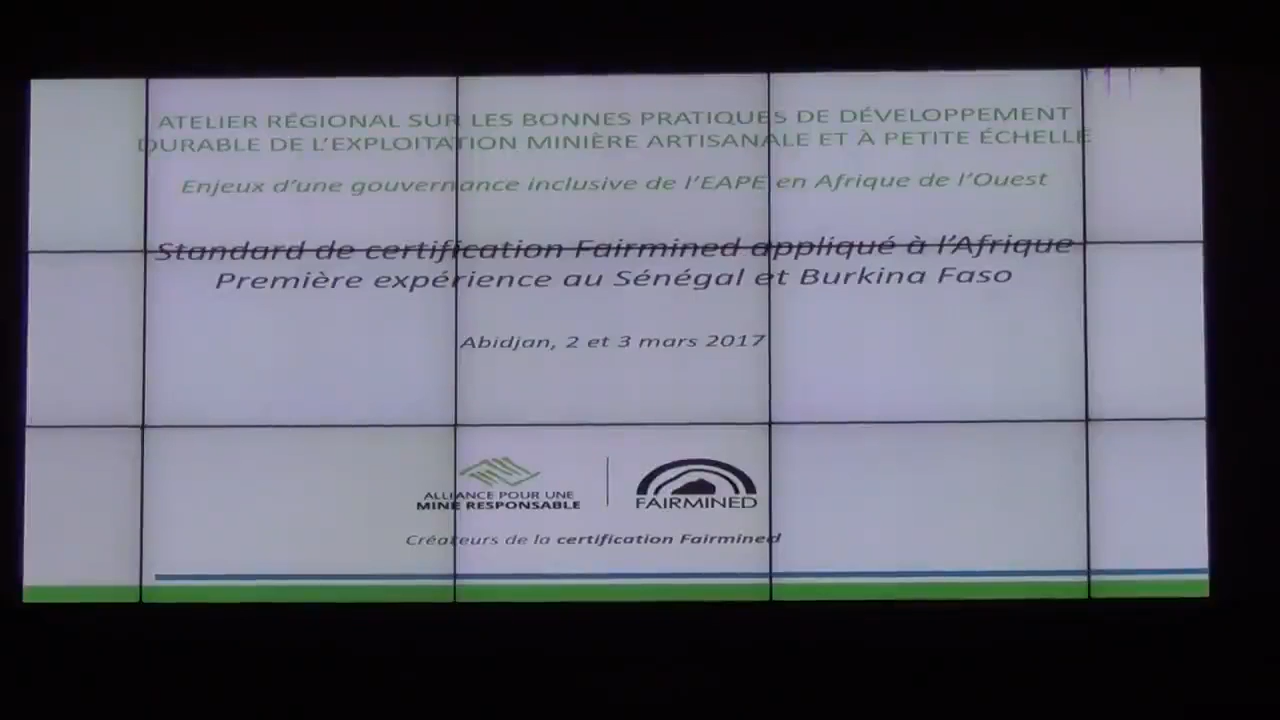 ATELIER RÉGIONAL SUR LES BONNES PRATIQUES DE DÉVELOPPEMENT
DURABLE DE L'EXPLOITATION MINIÈRE ARTISANALE ET À PETITE ÉCHELLE
Enjeux d'une gouvernance inclusive de l'EAPE en Afrique de l'Ouest
Standard de certification Fairmined appliqué à l'Afrique
Première expérience au Sénégal et Burkina Faso
Abidjan, 2 et 3 mars 2017
ALLIANCE POUR UNE
MINE RESPONSABLE
FAIRMINED
Créateurs de la certification Fairmined